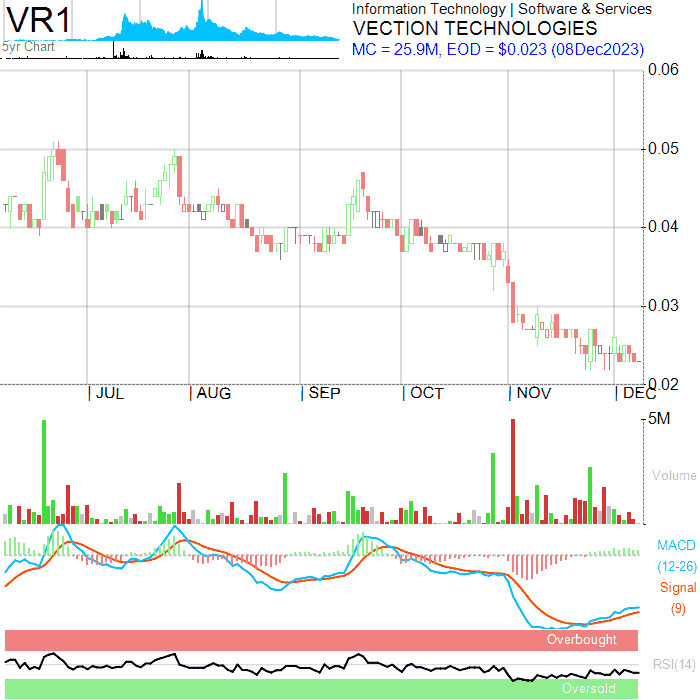 VR1
5yr Chart
Information Technology | Software & Services
VECTION TECHNOLOGIES
MC = 25.9M, EOD = $0.023 (08Dec2023)
0.06
0.05
0.04
0.03
0.02
JUL
AUG
SEP
OCT
NOV
DEC
5M
Volume
MACD
(12-26)
Signal
(9)
Overbought
RSI(14)
Oversold